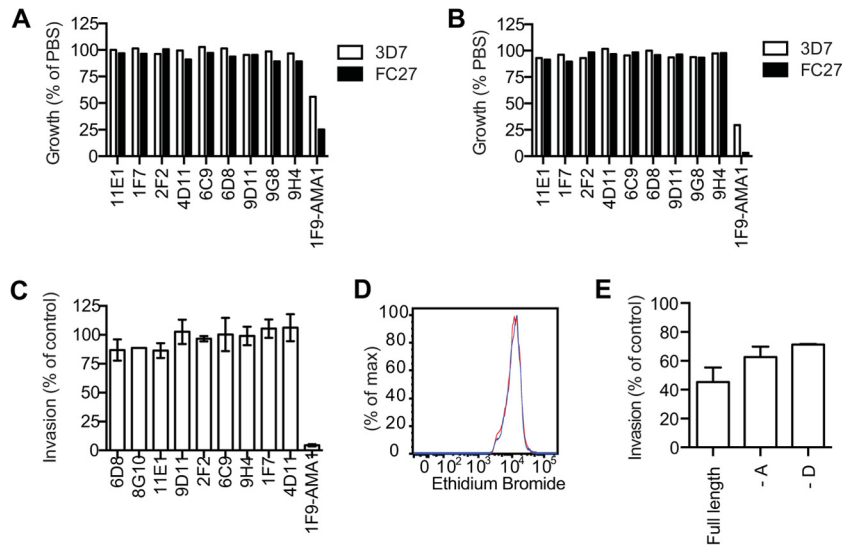 A
Growth (% of PBS)
125
100
75
50
25
0
3D7
FC27
11E1
1F7
2F2
4D11
6C9
6D8
9D11
9G8
9H4
1F9-AMA1
B
Growth (% PBS)
125
100
75
50
25
0
3D7
FC27
11E1
1F7
2F2
4D11
6C9
6D8
9D11
9G8
9H4
1F9-AMA1
C
Invasion (% of control)
125
100
75
50
25
0
6D8
8G10
11E1
9D11
2F2
6C9
9H4
1F7
4D11
1F9-AMA1
D
(% of max)
100
80
60
40
20
0
0 10² 10³ 10⁴ 10⁵
Ethidium Bromide
E
Invasion (% of control)
100
80
60
40
20
0
Full length
- A
- D